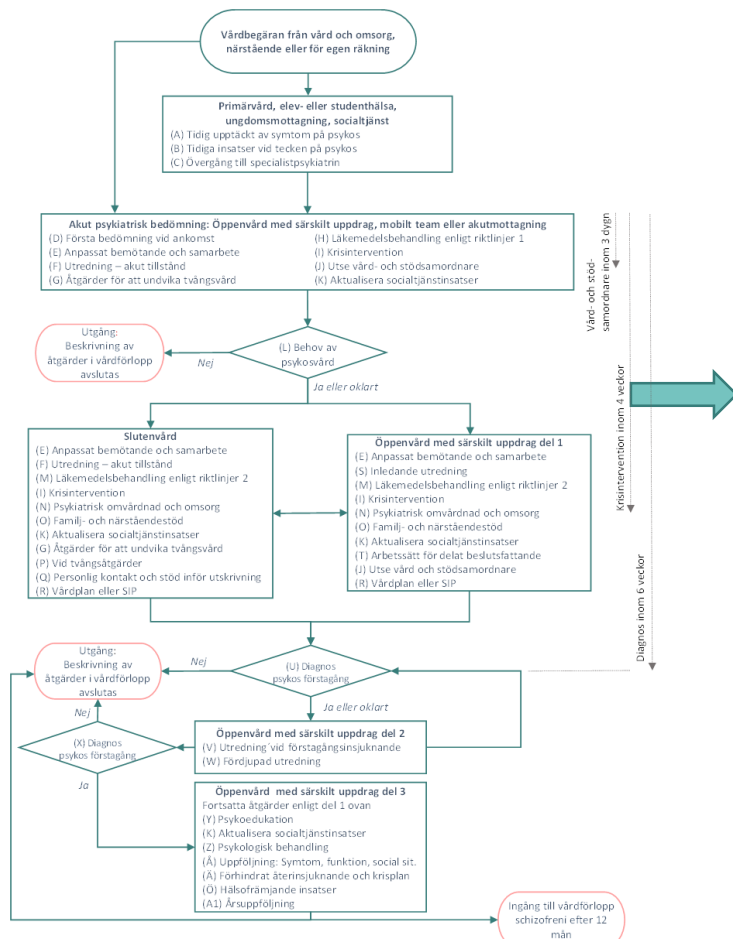 Vårdbegäran från vård och omsorg,
närstående eller för egen räkning
Primärvård, elev- eller studenthälsa,
ungdomsmottagning, socialtjänst
(A) Tidig upptäckt av symtom på psykos
(B) Tidiga insatser vid tecken på psykos
(C) Övergång till specialistpsykiatrin
Akut psykiatrisk bedömning: Öppenvård med särskilt uppdrag, mobilt team eller akutmottagning
(D) Första bedömning vid ankomst
(E) Anpassat bemötande och samarbete
(F) Utredning – akut tillstånd
(G) Åtgärder för att undvika tvångsvård
(H) Läkemedelsbehandling enligt riktlinjer 1
(I) Krisintervention
(J) Utse vård- och stödsamordnare
(K) Aktualisera socialtjänstinsatser
Vård- och stöd-
samordnare inom 3 dygn
Utgång:
Beskrivning av
åtgärder i vårdförlopp
avslutas
Nej
(L) Behov av
psykosvård
Ja eller oklart
Krisintervention inom 4 veckor
Slutenvård
(E) Anpassat bemötande och samarbete
(F) Utredning – akut tillstånd
(M) Läkemedelsbehandling enligt riktlinjer 2
(I) Krisintervention
(N) Psykiatrisk omvårdnad och omsorg
(O) Familj- och närståendestöd
(K) Aktualisera socialtjänstinsatser
(G) Åtgärder för att undvika tvångsvård
(P) Vid tvångsåtgärder
(Q) Personlig kontakt och stöd inför utskrivning
(R) Vårdplan eller SIP
Öppenvård med särskilt uppdrag del 1
(E) Anpassat bemötande och samarbete
(S) Inledande utredning
(M) Läkemedelsbehandling enligt riktlinjer 2
(I) Krisintervention
(N) Psykiatrisk omvårdnad och omsorg
(O) Familj- och närståendestöd
(K) Aktualisera socialtjänstinsatser
(T) Arbetssätt för delat beslutsfattande
(J) Utse vård och stödsamordnare
(R) Vårdplan eller SIP
Diagnos inom 6 veckor
Utgång:
Beskrivning av
åtgärder i vårdförlopp
avslutas
Nej
(U) Diagnos
psykos förstagång
Ja eller oklart
Nej
(X) Diagnos
psykos förstagång
Ja
Öppenvård med särskilt uppdrag del 2
(V) Utredning´vid förstagångsinsjuknande
(W) Fördjupad utredning
Öppenvård  med särskilt uppdrag del 3
Fortsatta åtgärder enligt del 1 ovan
(Y) Psykoedukation
(K) Aktualisera socialtjänstinsatser
(Z) Psykologisk behandling
(Å) Uppföljning: Symtom, funktion, social sit.
(Ä) Förhindrat återinsjuknande och krisplan
(Ö) Hälsofrämjande insatser
(A1) Årsuppföljning
Ingång till vårdförlopp
schizofreni efter 12
mån